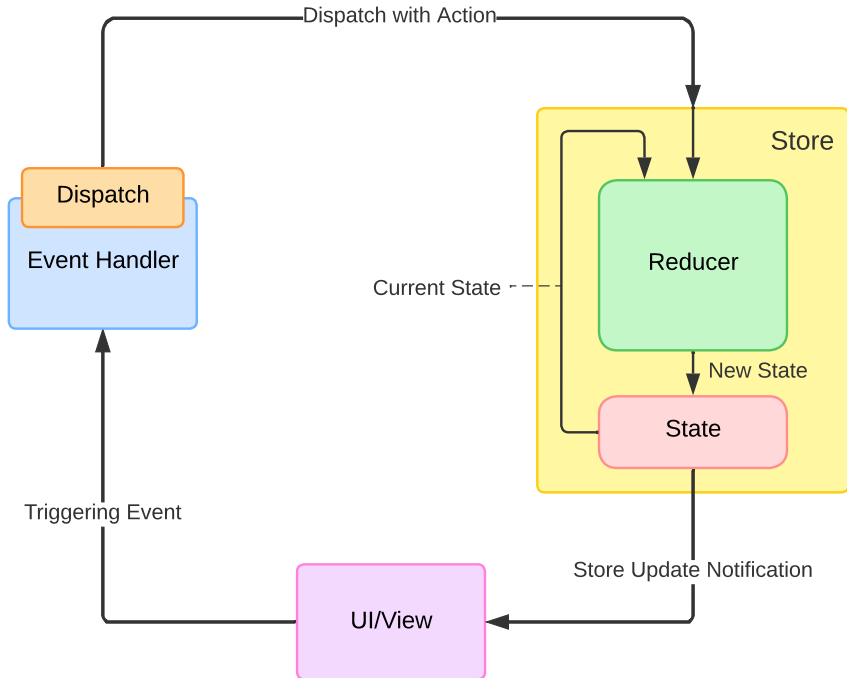 Dispatch with Action
Store
Dispatch
Event Handler
Reducer
Current State
New State
State
Triggering Event
Store Update Notification
UI/View